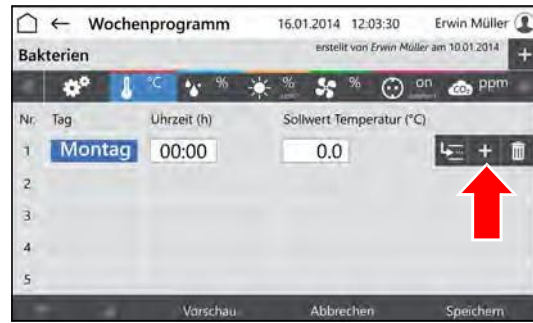 ← Wochenprogramm 16.01.2014 12:03:30 Erwin Müller
Bakterien erstellt von Erwin Müller am 10.01.2014 +
°C % % % on ppm
CO₂
Nr. Tag Uhrzeit (h) Sollwert Temperatur (°C)
1 Montag 00:00 0.0 +
2
3
4
5
Vorschau Abbrechen Speichern